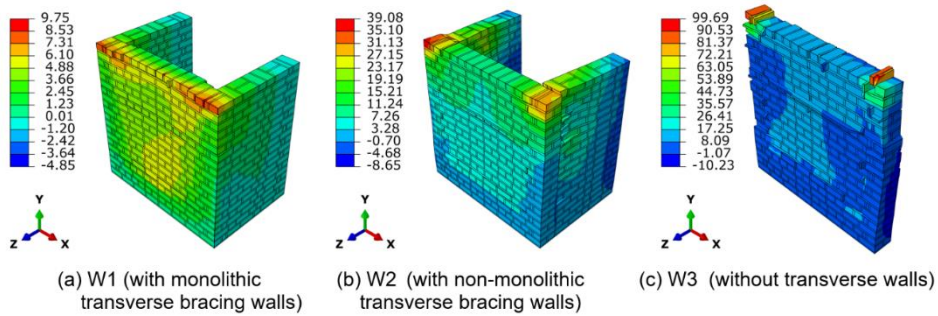 9.75
8.53
7.31
6.10
4.88
3.66
2.45
1.23
0.01
-1.20
-2.42
-3.64
-4.85
Y
Z
X
39.08
35.10
31.13
27.15
23.17
19.19
15.21
11.24
7.26
3.28
-0.70
-4.68
-8.65
Y
Z
X
99.69
90.53
81.37
72.21
63.05
53.89
44.73
35.57
26.41
17.25
8.09
-1.07
-10.23
Y
Z
X
(a) W1 (with monolithic
transverse bracing walls)
(b) W2 (with non-monolithic
transverse bracing walls)
(c) W3 (without transverse walls)